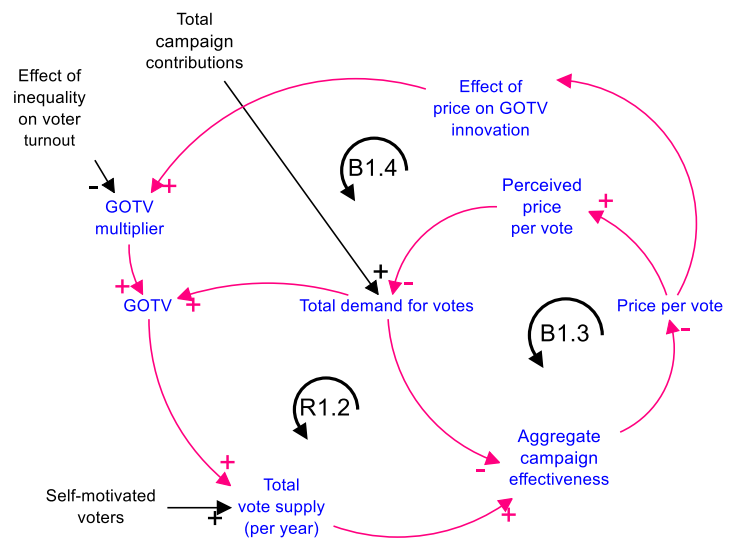 Total
campaign
contributions
Effect of
inequality
on voter
turnout
Effect of
price on GOTV
innovation
B1.4
-
+
GOTV
multiplier
Perceived
price
per vote
+
+
-
+
GOTV
+
Total demand for votes
Price per vote
-
B1.3
R1.2
Aggregate
campaign
effectiveness
+
-
Total
vote supply
(per year)
Self-motivated
voters
+
+